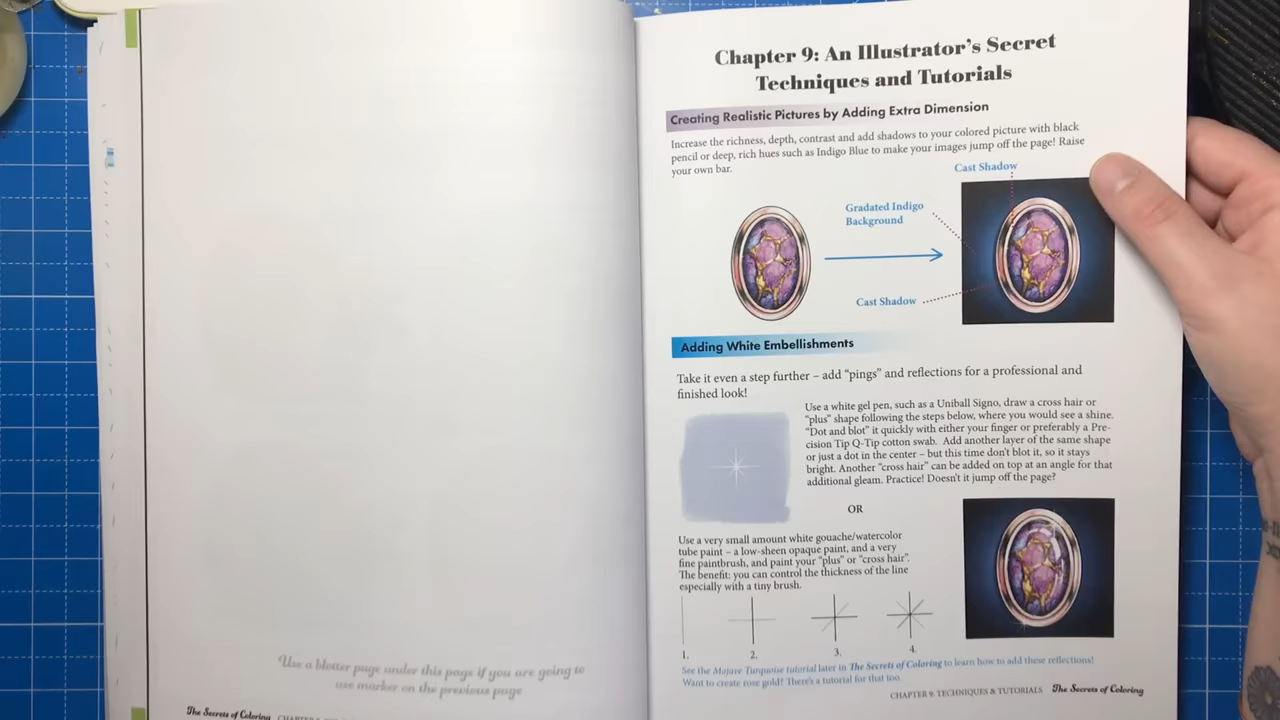 Use a blotter page under this page if you are going to
use marker on the previous page
The Secrets of Coloring
Chapter 9: An Illustrator's Secret
Techniques and Tutorials
Creating Realistic Pictures by Adding Extra Dimension
Increase the richness, depth, contrast and add shadows to your colored picture with black
pencil or deep, rich hues such as Indigo Blue to make your images jump off the page! Raise
your own bar.
Cast Shadow
Gradated Indigo
Background
Cast Shadow
Adding White Embellishments
Take it even a step further – add "pings" and reflections for a professional and
finished look!
Use a white gel pen, such as a Uniball Signo, draw a cross hair or
"plus" shape following the steps below, where you would see a shine.
"Dot and blot" it quickly with either your finger or preferably a Pre-
cision Tip Q-Tip cotton swab. Add another layer of the same shape
or just a dot in the center – but this time don't blot it, so it stays
bright. Another "cross hair" can be added on top at an angle for that
additional gleam. Practice! Doesn't it jump off the page?
OR
Use a very small amount white gouache/watercolor
tube paint – a low-sheen opaque paint, and a very
fine paintbrush, and paint your "plus" or "cross hair".
The benefit: you can control the thickness of the line
especially with a tiny brush.
1. 2. 3. 4.
See the Mojave Turquoise tutorial later in The Secrets of Coloring to learn how to add these reflections!
Want to create rose gold? There's a tutorial for that too.
CHAPTER 9: TECHNIQUES & TUTORIALS The Secrets of Coloring